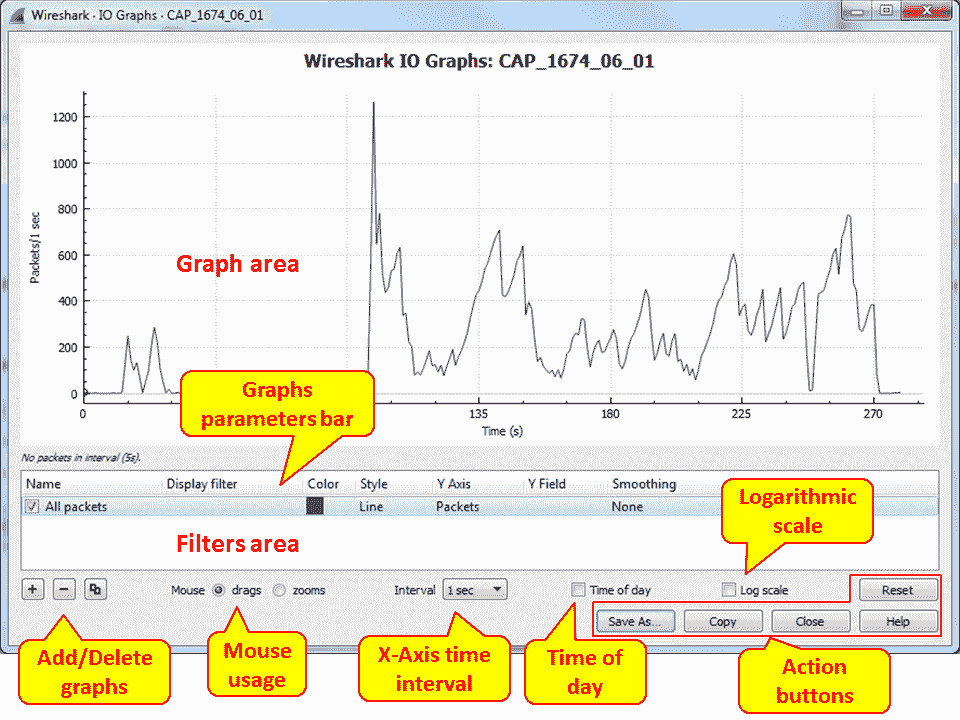 Wireshark · IO Graphs · CAP_1674_06_01
Wireshark IO Graphs: CAP_1674_06_01
1200
1000
800
600
400
200
0
Packets/1 sec
Graph area
0
135
180
225
270
Time (s)
Graphs
parameters bar
No packets in interval (5s).
Name Display filter Color Style Y Axis Y Field Smoothing
All packets Line Packets None
Filters area
Logarithmic
scale
+ − Mouse drags zooms Interval 1 sec Time of day Log scale Reset
Save As... Copy Close Help
Add/Delete
graphs
Mouse
usage
X-Axis time
interval
Time of
day
Action
buttons